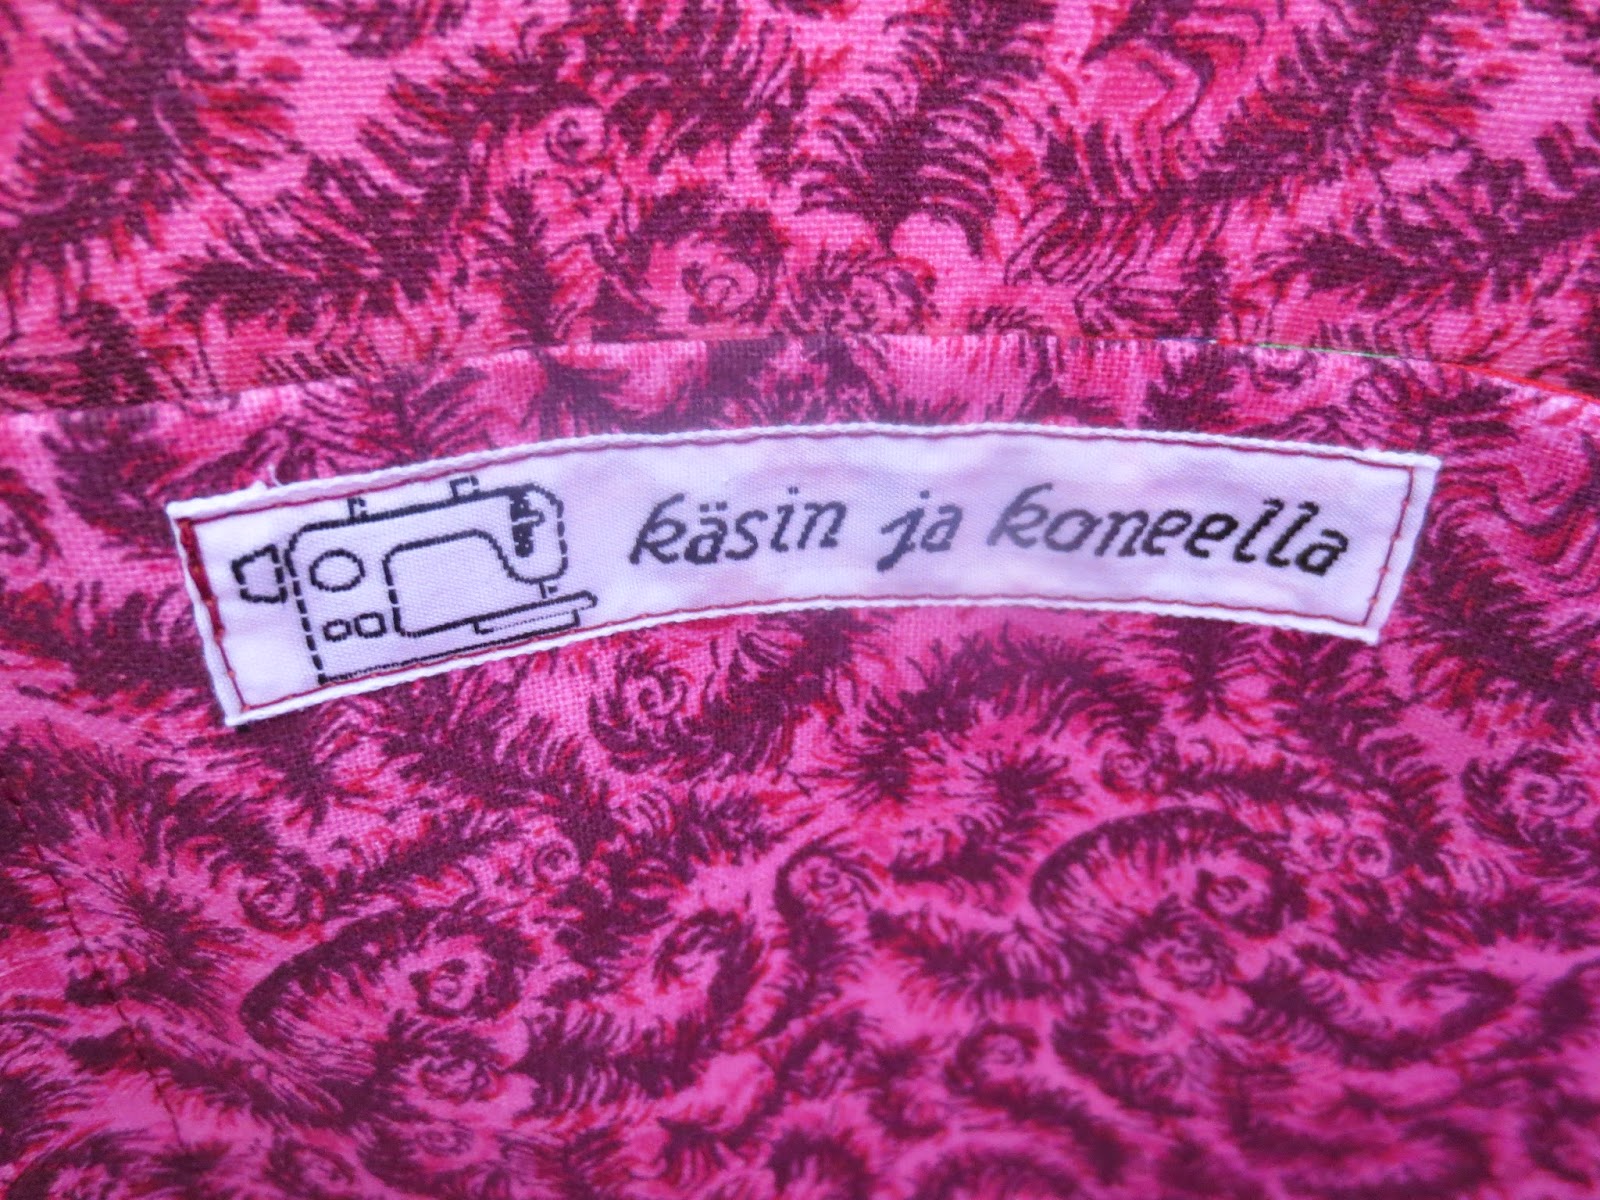 käsin ja koneella